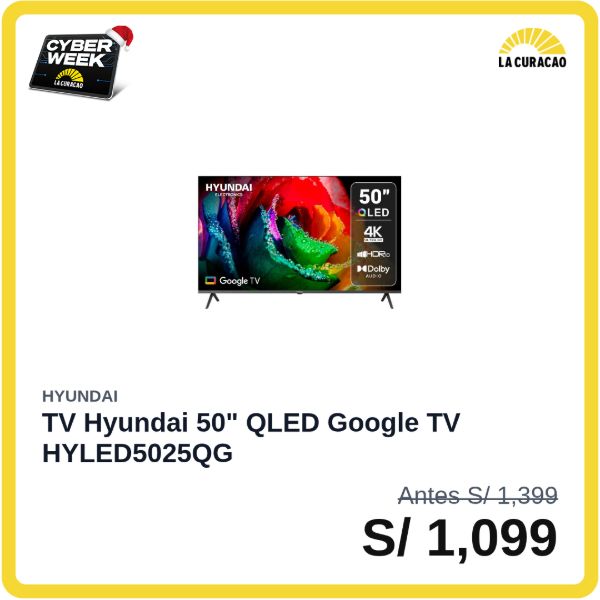 CYBER
WEEK
LA CURACAO
LA CURACAO
HYUNDAI
ELECTRONICS
50"
QLED
4K
HDR10
Dolby
AUDIO
Google TV
HYUNDAI
TV Hyundai 50" QLED Google TV
HYLED5025QG
Antes S/ 1,399
S/ 1,099